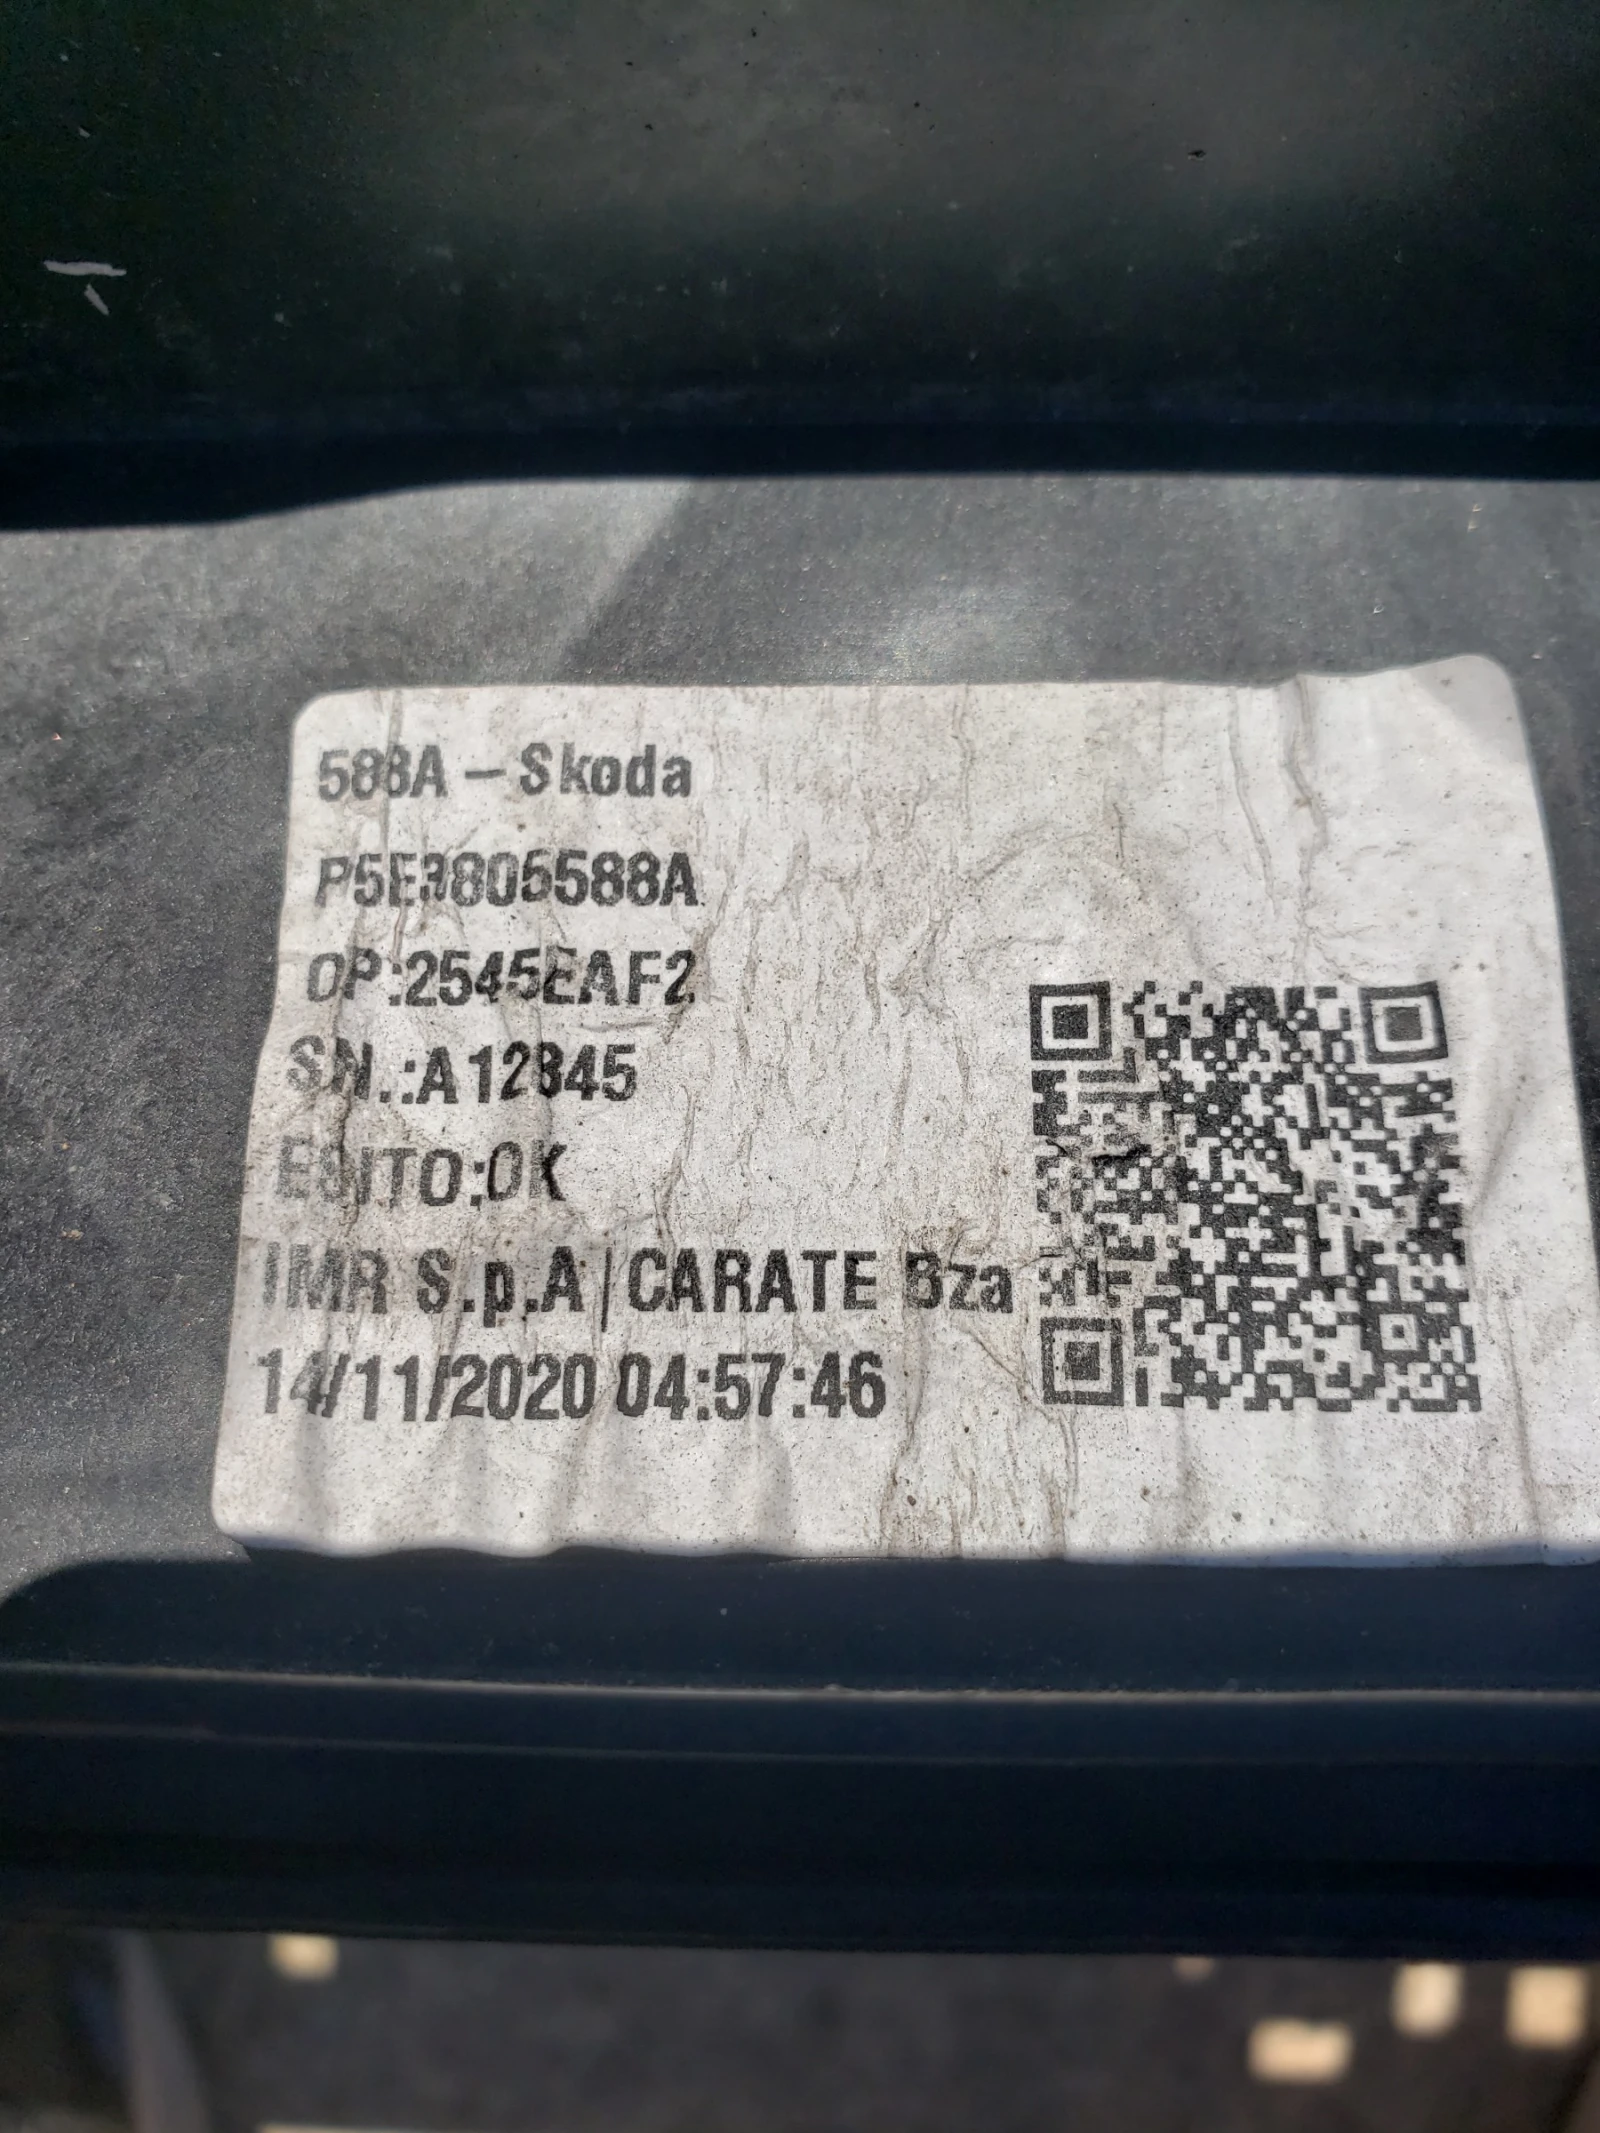 588A – Skoda
P5E3805588A
OP:2545EAF2
SN.:A12845
ESITO:OK
IMR S.p.A|CARATE Bza
14/11/2020 04:57:46